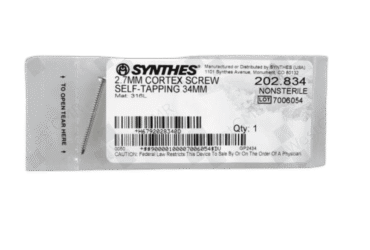 SYNTHES®
Manufactured or Distributed by SYNTHES (USA)
1101 Synthes Avenue, Monument, CO 80132
2.7MM CORTEX SCREW
202.834
SELF-TAPPING 34MM
NONSTERILE
Mat: 316L
LOT 7006054
TO OPEN TEAR HERE
Qty: 1
CAUTION: Federal Law Restricts This Device To Sale By Or On The Order Of A Physician.